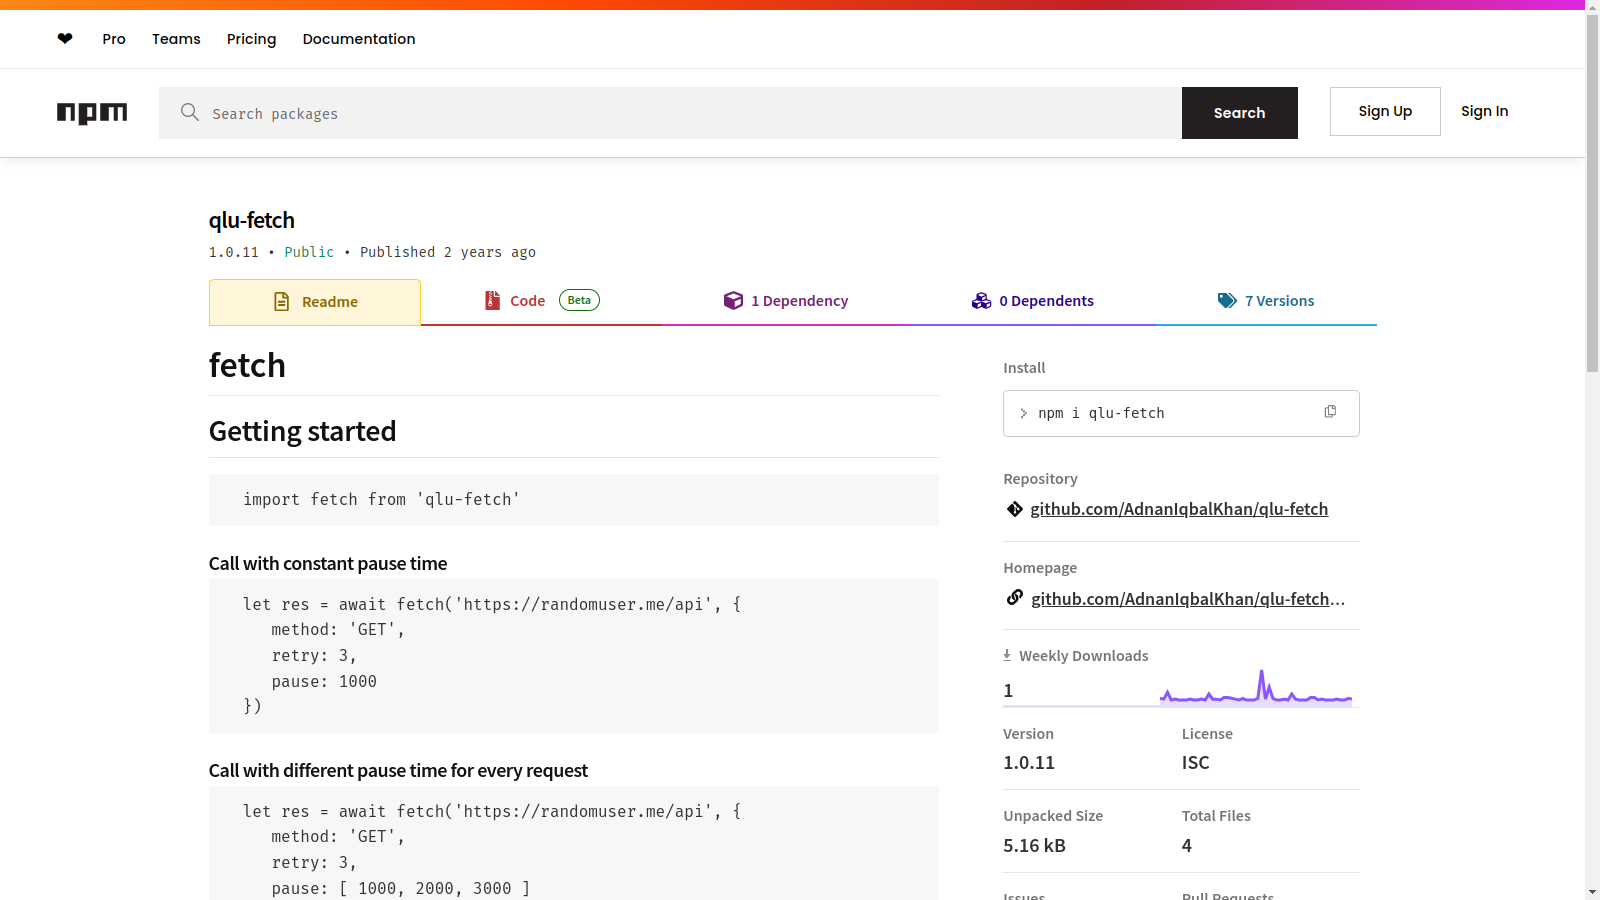 ❤ Pro Teams Pricing Documentation
npm Search packages Search Sign Up Sign In
qlu-fetch
1.0.11 • Public • Published 2 years ago
Readme Code Beta 1 Dependency 0 Dependents 7 Versions
fetch
Getting started
import fetch from 'qlu-fetch'
Call with constant pause time
let res = await fetch('https://randomuser.me/api', {
   method: 'GET',
   retry: 3,
   pause: 1000
})
Call with different pause time for every request
let res = await fetch('https://randomuser.me/api', {
   method: 'GET',
   retry: 3,
   pause: [ 1000, 2000, 3000 ]
Install
npm i qlu-fetch
Repository
github.com/AdnanIqbalKhan/qlu-fetch
Homepage
github.com/AdnanIqbalKhan/qlu-fetch…
Weekly Downloads
1
Version License
1.0.11 ISC
Unpacked Size Total Files
5.16 kB 4
Issues Pull Requests